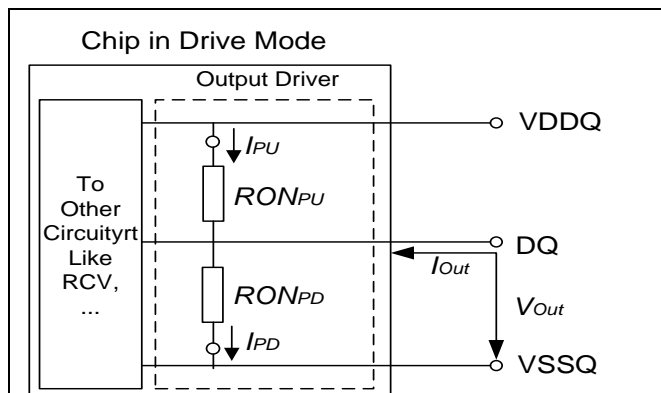 Chip in Drive Mode
Output Driver
VDDQ
IPU
To
Other
Circuityrt
Like
RCV,
...
RONPU
DQ
IOut
RONPD
VOut
IPD
VSSQ